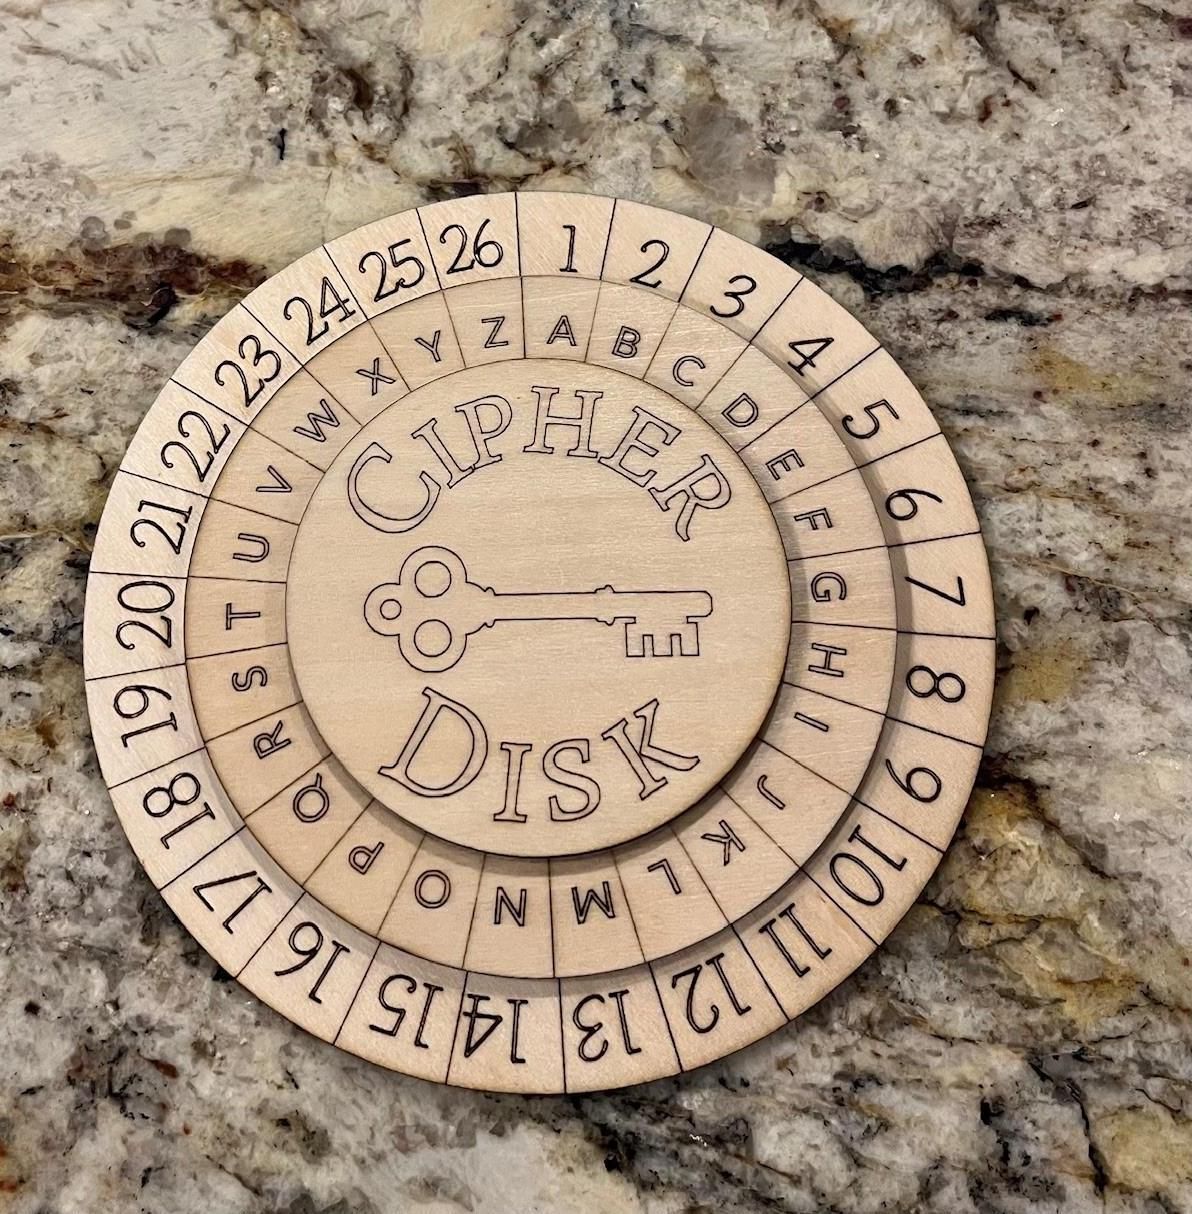 1 2 3 4 5 6 7 8 9 10 11 12 13 14 15 16 17 18 19 20 21 22 23 24 25 26
A B C D E F G H I J K L M N O P Q R S T U V W X Y Z
CIPHER
DISK